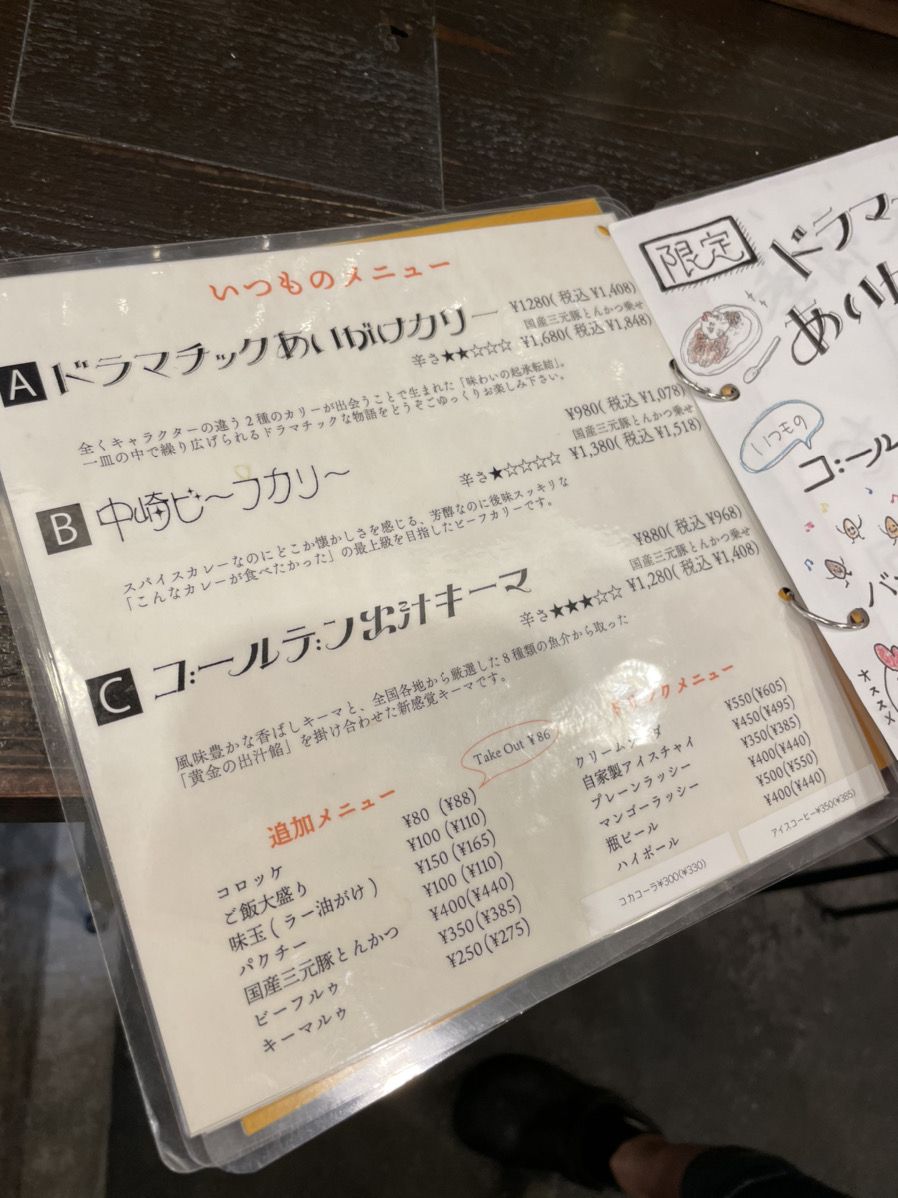 いつものメニュー
A ドラマチックあいがけカリー
¥1280(税込¥1,408)
国産三元豚とんかつ乗せ
辛さ★★☆☆☆ ¥1,680(税込¥1,848)
全くキャラクターの違う2種のカリーが出会うことで生まれた「味わいの起承転結」。
一皿の中で繰り広げられるドラマチックな物語をどうぞごゆっくりお楽しみ下さい。
B 中崎ビ〜フカリ〜
¥980(税込¥1,078)
国産三元豚とんかつ乗せ
辛さ★☆☆☆☆ ¥1,380(税込¥1,518)
スパイスカレーなのにどこか懐かしさを感じる、芳醇なのに後味スッキリな
「こんなカレーが食べたかった」の最上級を目指したビーフカリーです。
C ゴールデン出汁キーマ
¥880(税込¥968)
国産三元豚とんかつ乗せ
辛さ★★★☆☆ ¥1,280(税込¥1,408)
風味豊かな香ばしキーマと、全国各地から厳選した8種類の魚介から取った
「黄金の出汁餡」を掛け合わせた新感覚キーマです。
Take Out ¥86
追加メニュー
コロッケ ¥80 (¥88)
ご飯大盛り ¥100 (¥110)
味玉(ラー油がけ) ¥150(¥165)
パクチー ¥100 (¥110)
国産三元豚とんかつ ¥400(¥440)
ビーフルゥ ¥350(¥385)
キーマルゥ ¥250(¥275)
ドリンクメニュー
クリームソーダ ¥550(¥605)
自家製アイスチャイ ¥450(¥495)
プレーンラッシー ¥350(¥385)
マンゴーラッシー ¥400(¥440)
瓶ビール ¥500(¥550)
ハイボール ¥400(¥440)
コカコーラ¥300(¥330)
アイスコーヒー¥350(¥385)
限定
ドラマ
あいが
いつもの
ゴール
オススメ